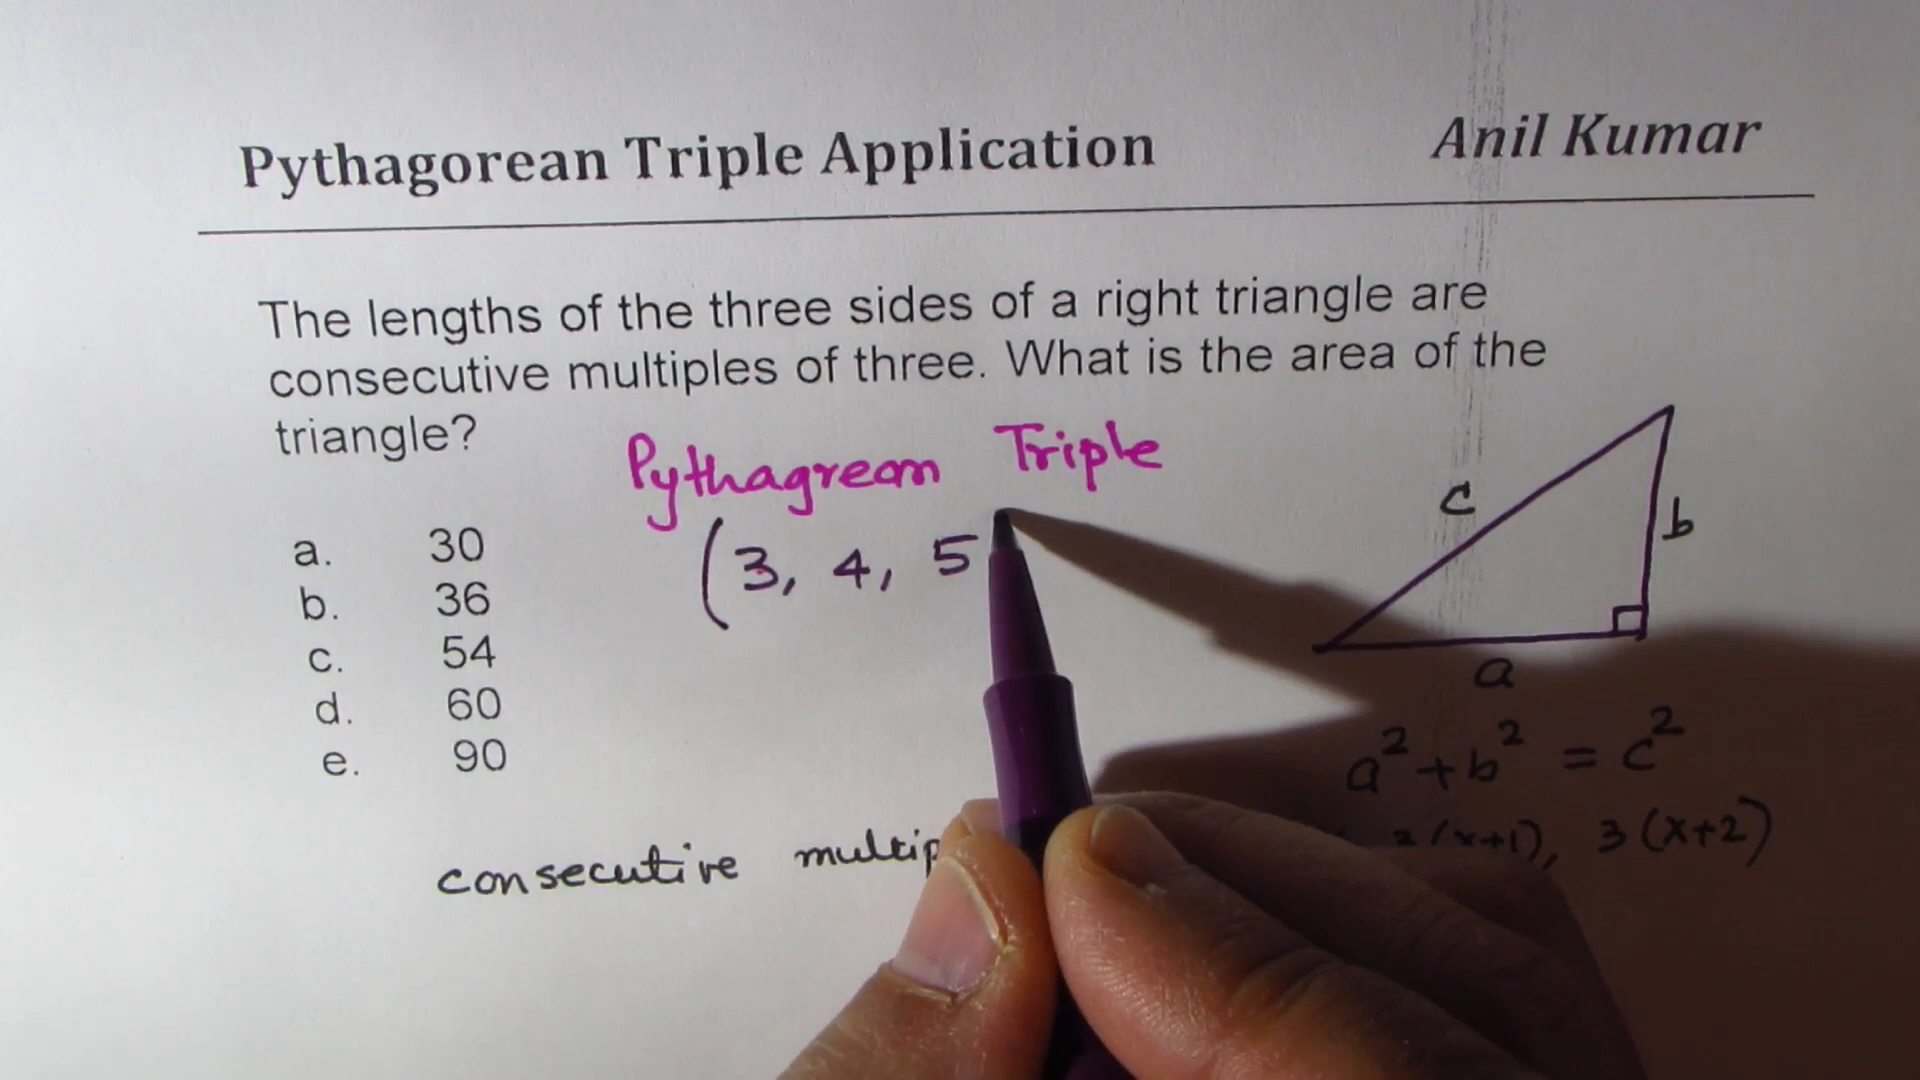 Pythagorean Triple Application
Anil Kumar
The lengths of the three sides of a right triangle are
consecutive multiples of three. What is the area of the
triangle?
Pythagream Triple
(3, 4, 5
a. 30
b. 36
c. 54
d. 60
e. 90
c
b
a
a² + b² = c²
consecutive (x+1), 3(x+2)